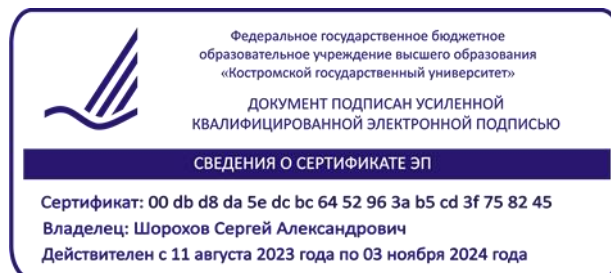 Федеральное государственное бюджетное
образовательное учреждение высшего образования
«Костромской государственный университет»
ДОКУМЕНТ ПОДПИСАН УСИЛЕННОЙ
КВАЛИФИЦИРОВАННОЙ ЭЛЕКТРОННОЙ ПОДПИСЬЮ
СВЕДЕНИЯ О СЕРТИФИКАТЕ ЭП
Сертификат: 00 db d8 da 5e dc bc 64 52 96 3a b5 cd 3f 75 82 45
Владелец: Шорохов Сергей Александрович
Действителен с 11 августа 2023 года по 03 ноября 2024 года